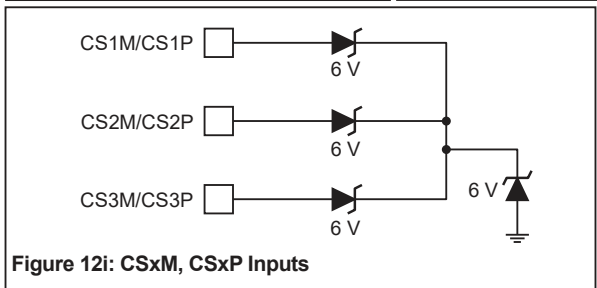 CS1M/CS1P
6 V
CS2M/CS2P
6 V
6 V
CS3M/CS3P
6 V
Figure 12i: CSxM, CSxP Inputs